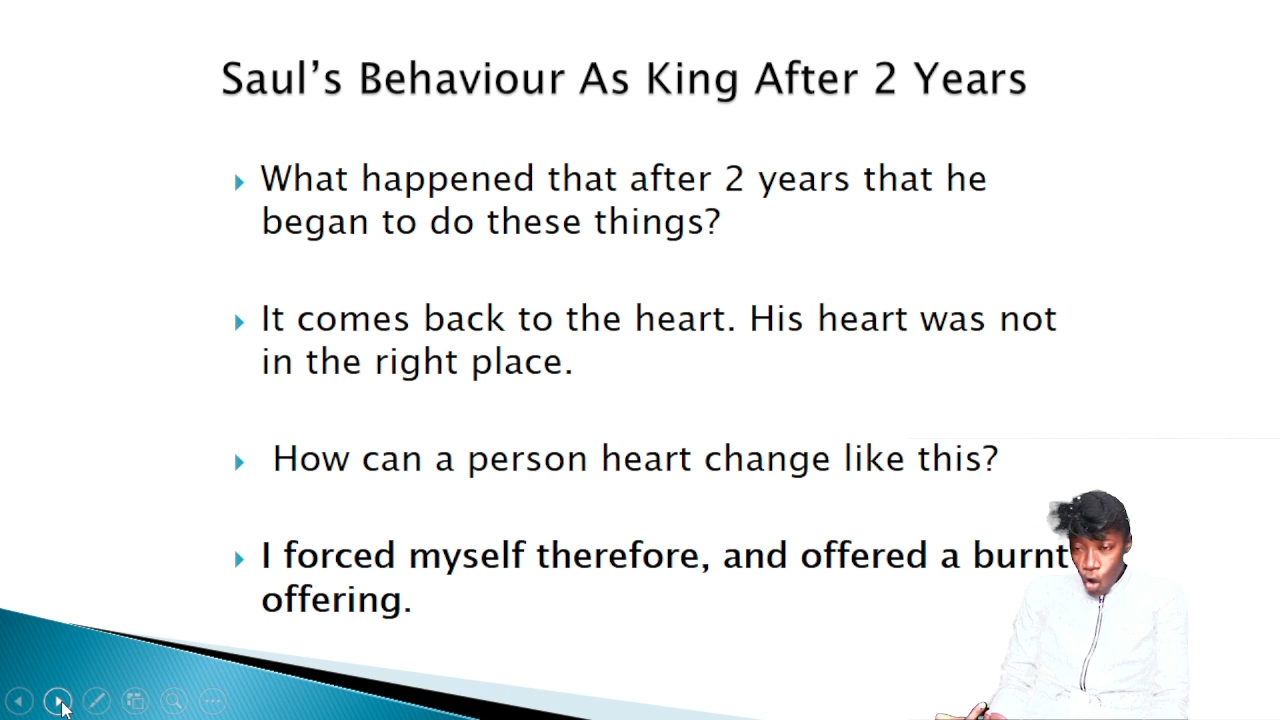 Saul’s Behaviour As King After 2 Years
What happened that after 2 years that he
began to do these things?
It comes back to the heart. His heart was not
in the right place.
How can a person heart change like this?
I forced myself therefore, and offered a burnt
offering.